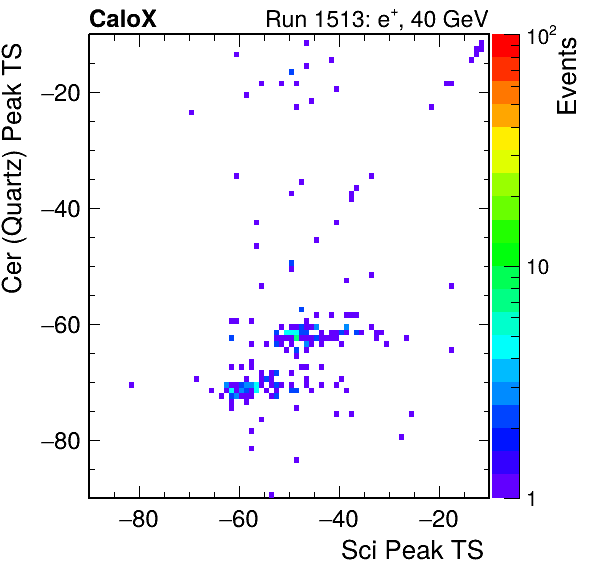 CaloX Run 1513: e⁺, 40 GeV
Cer (Quartz) Peak TS
−20
−40
−60
−80
−80 −60 −40 −20
Sci Peak TS
10²
10
1
Events